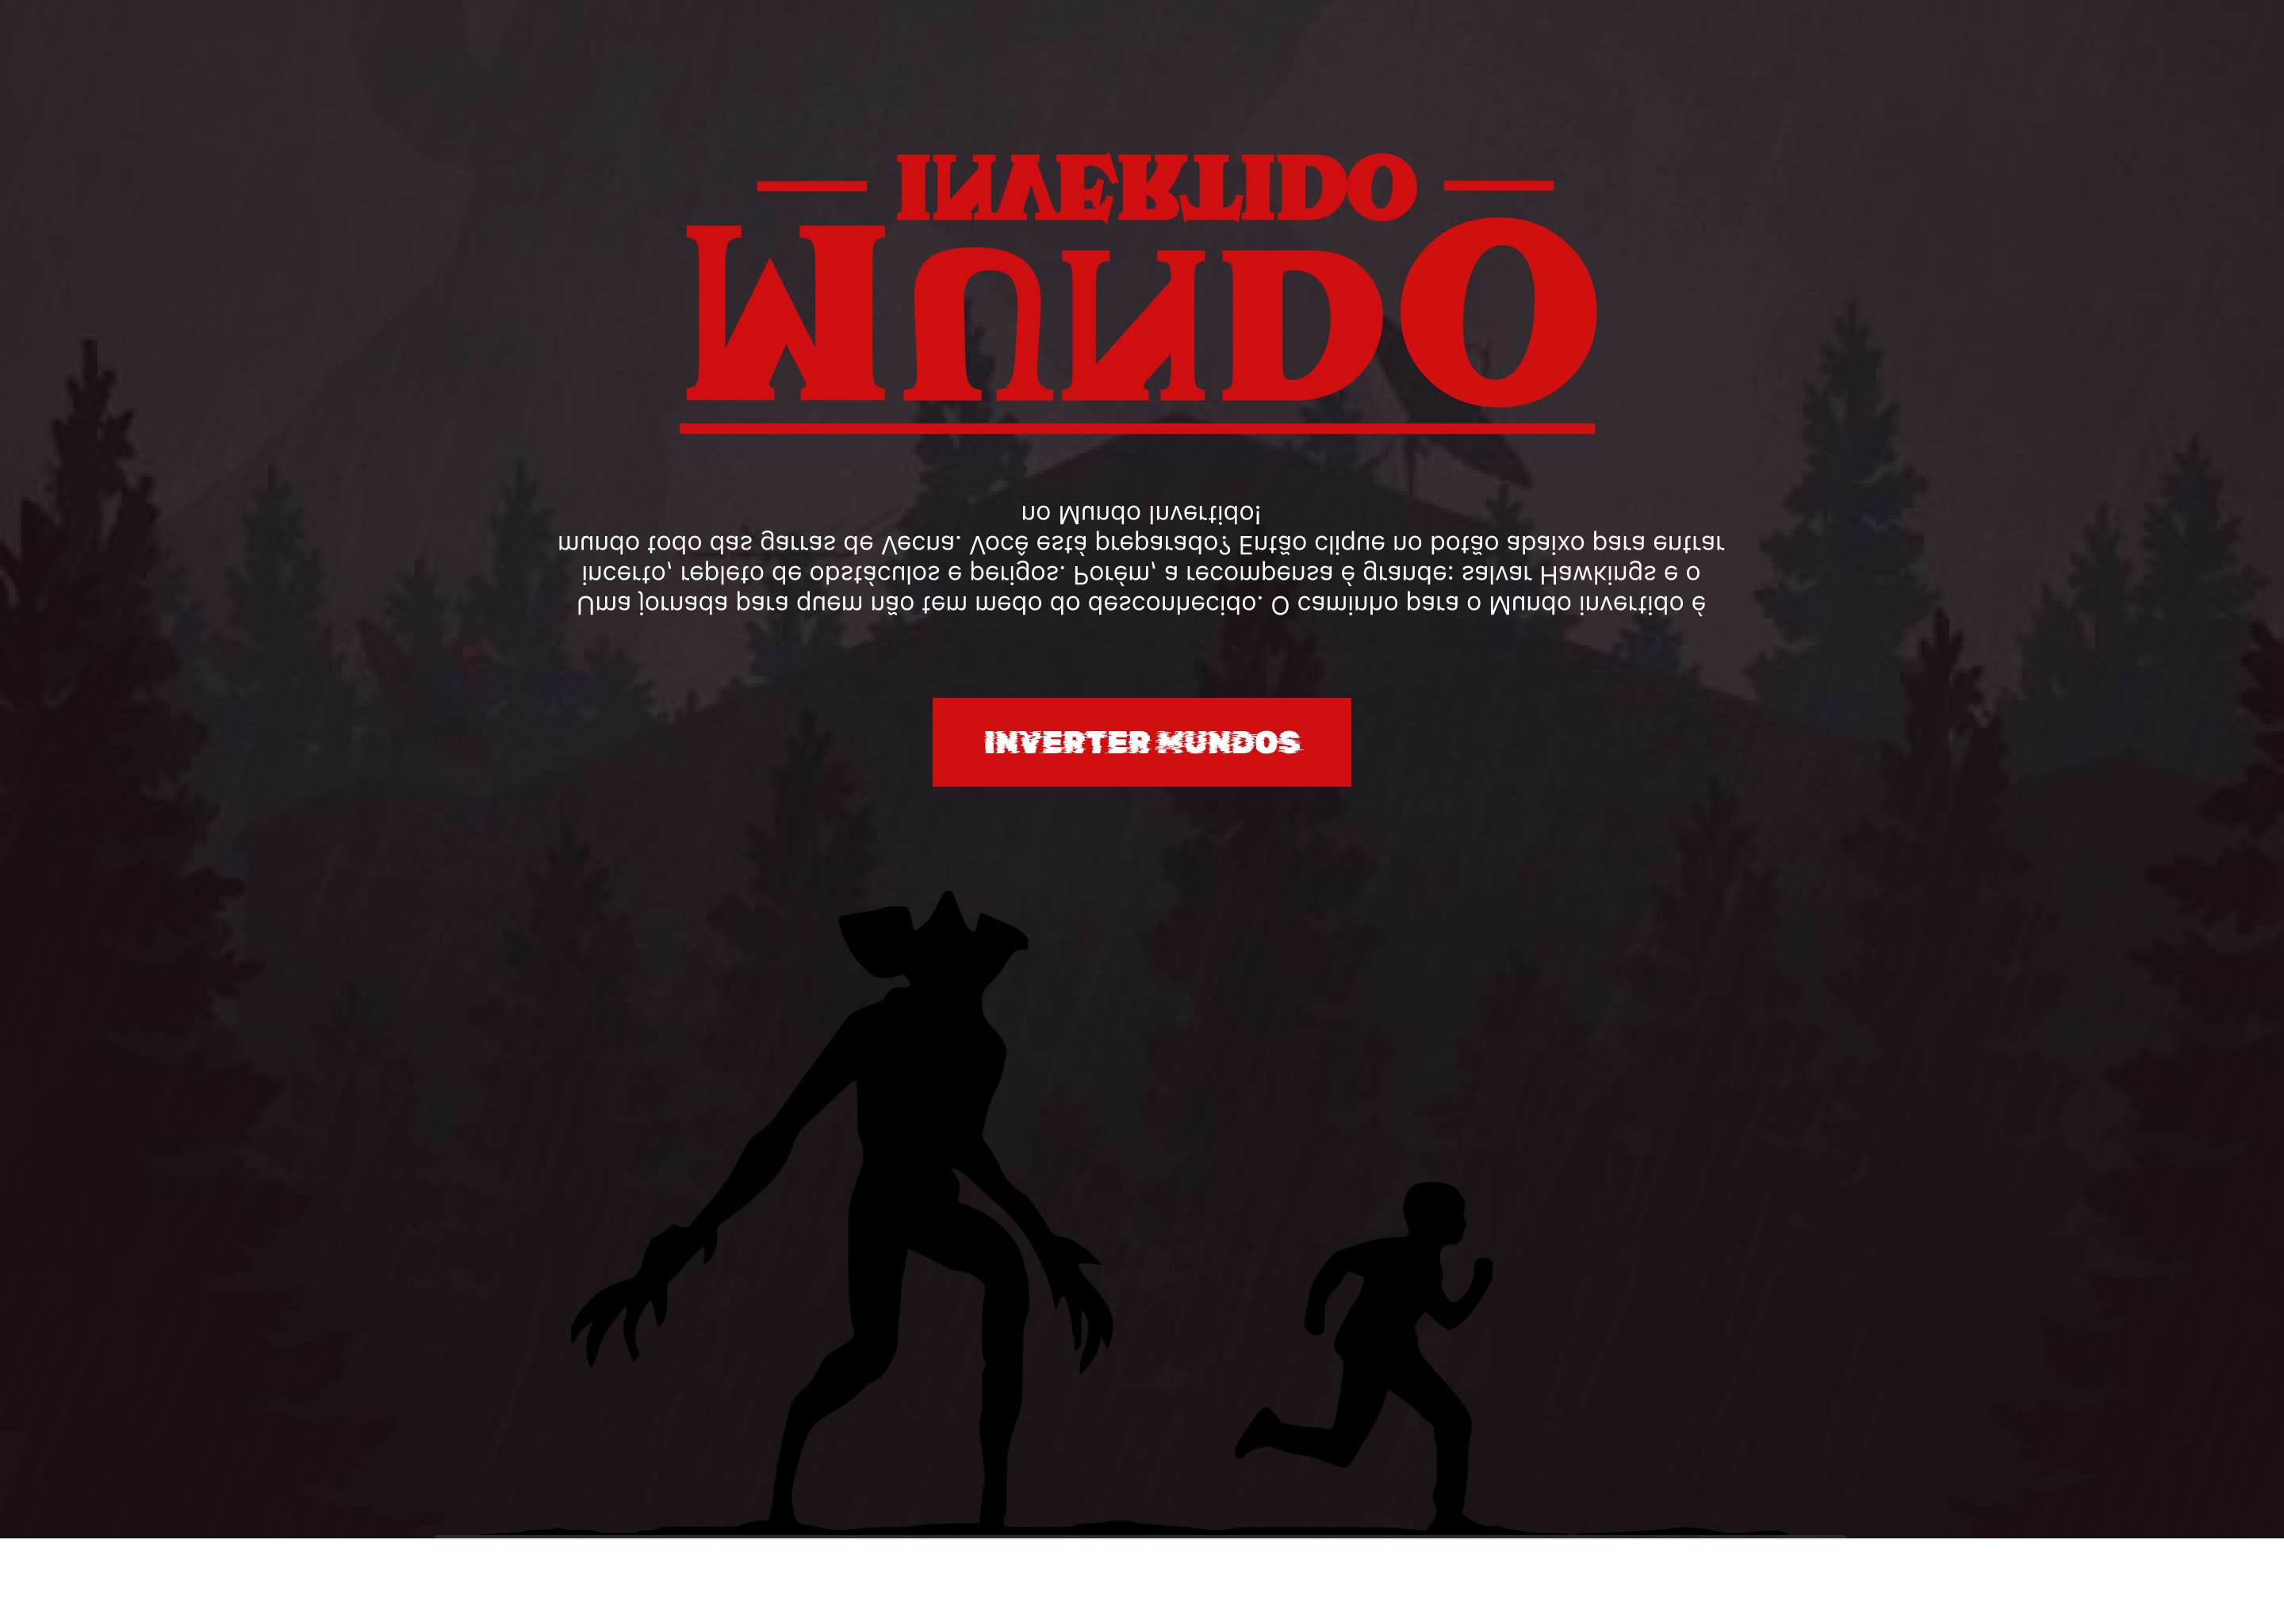 MUNDO
INVERTIDO
Uma jornada para quem não tem medo do desconhecido. O caminho para o Mundo invertido é
incerto, repleto de obstáculos e perigos. Porém, a recompensa é grande: salvar Hawkings e o
mundo todo das garras de Vecna. Você está preparado? Então clique no botão abaixo para entrar
no Mundo Invertido!
INVERTER MUNDOS